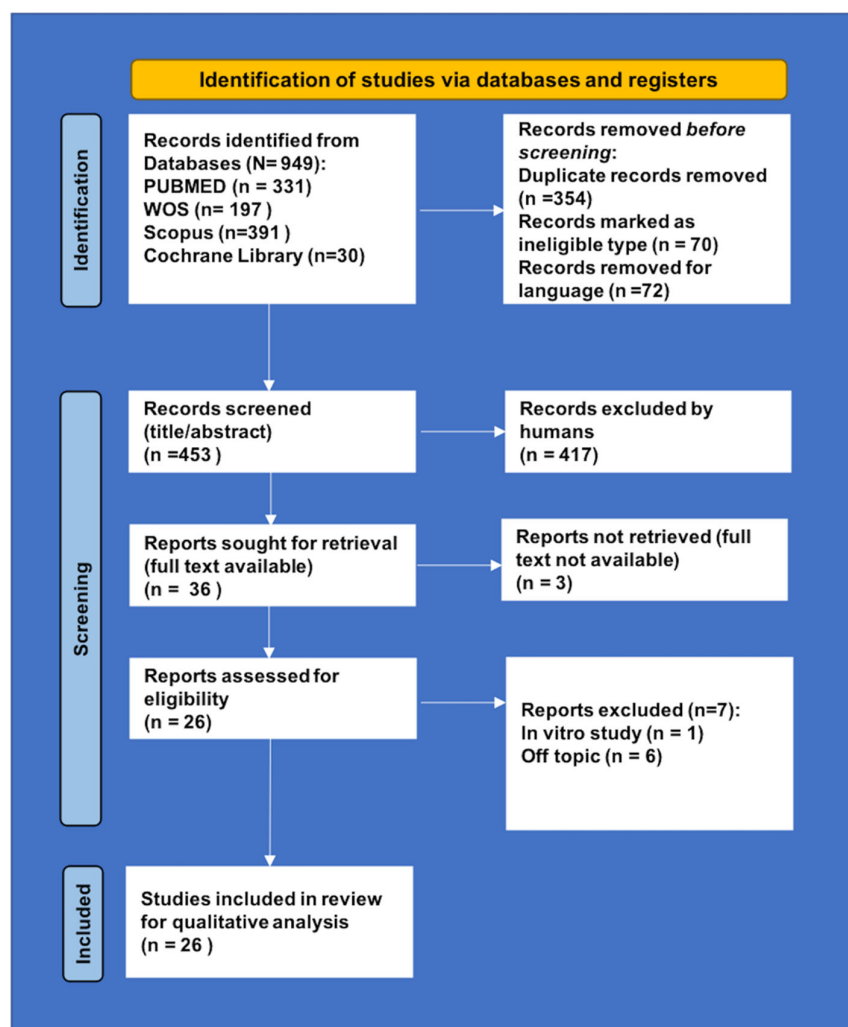 Identification of studies via databases and registers
Identification
Records identified from
Databases (N= 949):
PUBMED (n = 331)
WOS (n= 197 )
Scopus (n=391 )
Cochrane Library (n=30)
Records removed before
screening:
Duplicate records removed
(n =354)
Records marked as
ineligible type (n = 70)
Records removed for
language (n =72)
Screening
Records screened
(title/abstract)
(n =453 )
Records excluded by
humans
(n = 417)
Reports sought for retrieval
(full text available)
(n =  36 )
Reports not retrieved (full
text not available)
(n = 3)
Reports assessed for
eligibility
(n = 26)
Reports excluded (n=7):
In vitro study (n = 1)
Off topic (n = 6)
Included
Studies included in review
for qualitative analysis
(n = 26 )